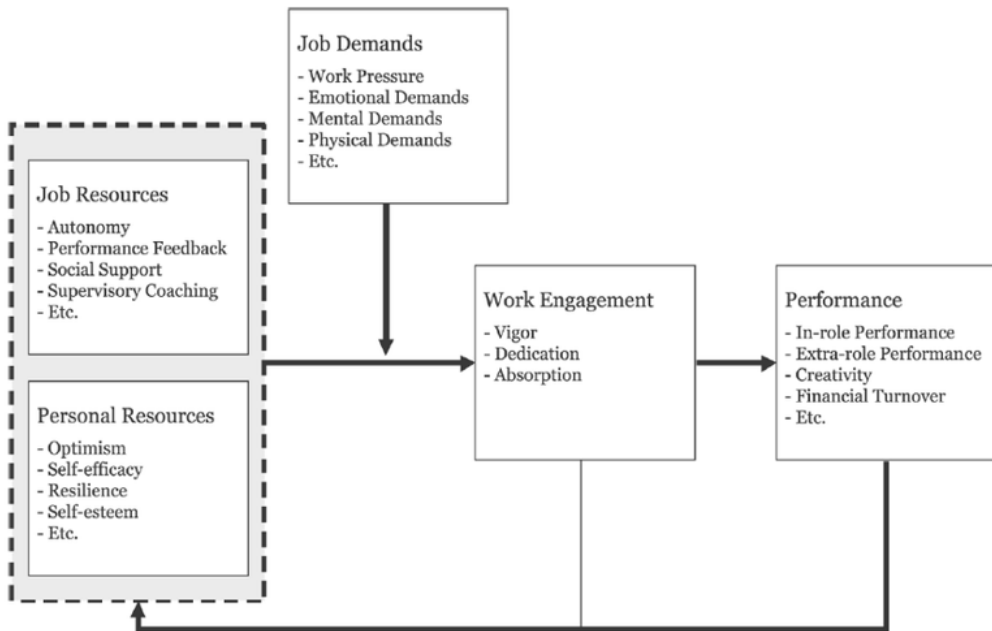 Job Demands
- Work Pressure
- Emotional Demands
- Mental Demands
- Physical Demands
- Etc.
Job Resources
- Autonomy
- Performance Feedback
- Social Support
- Supervisory Coaching
- Etc.
Personal Resources
- Optimism
- Self-efficacy
- Resilience
- Self-esteem
- Etc.
Work Engagement
- Vigor
- Dedication
- Absorption
Performance
- In-role Performance
- Extra-role Performance
- Creativity
- Financial Turnover
- Etc.